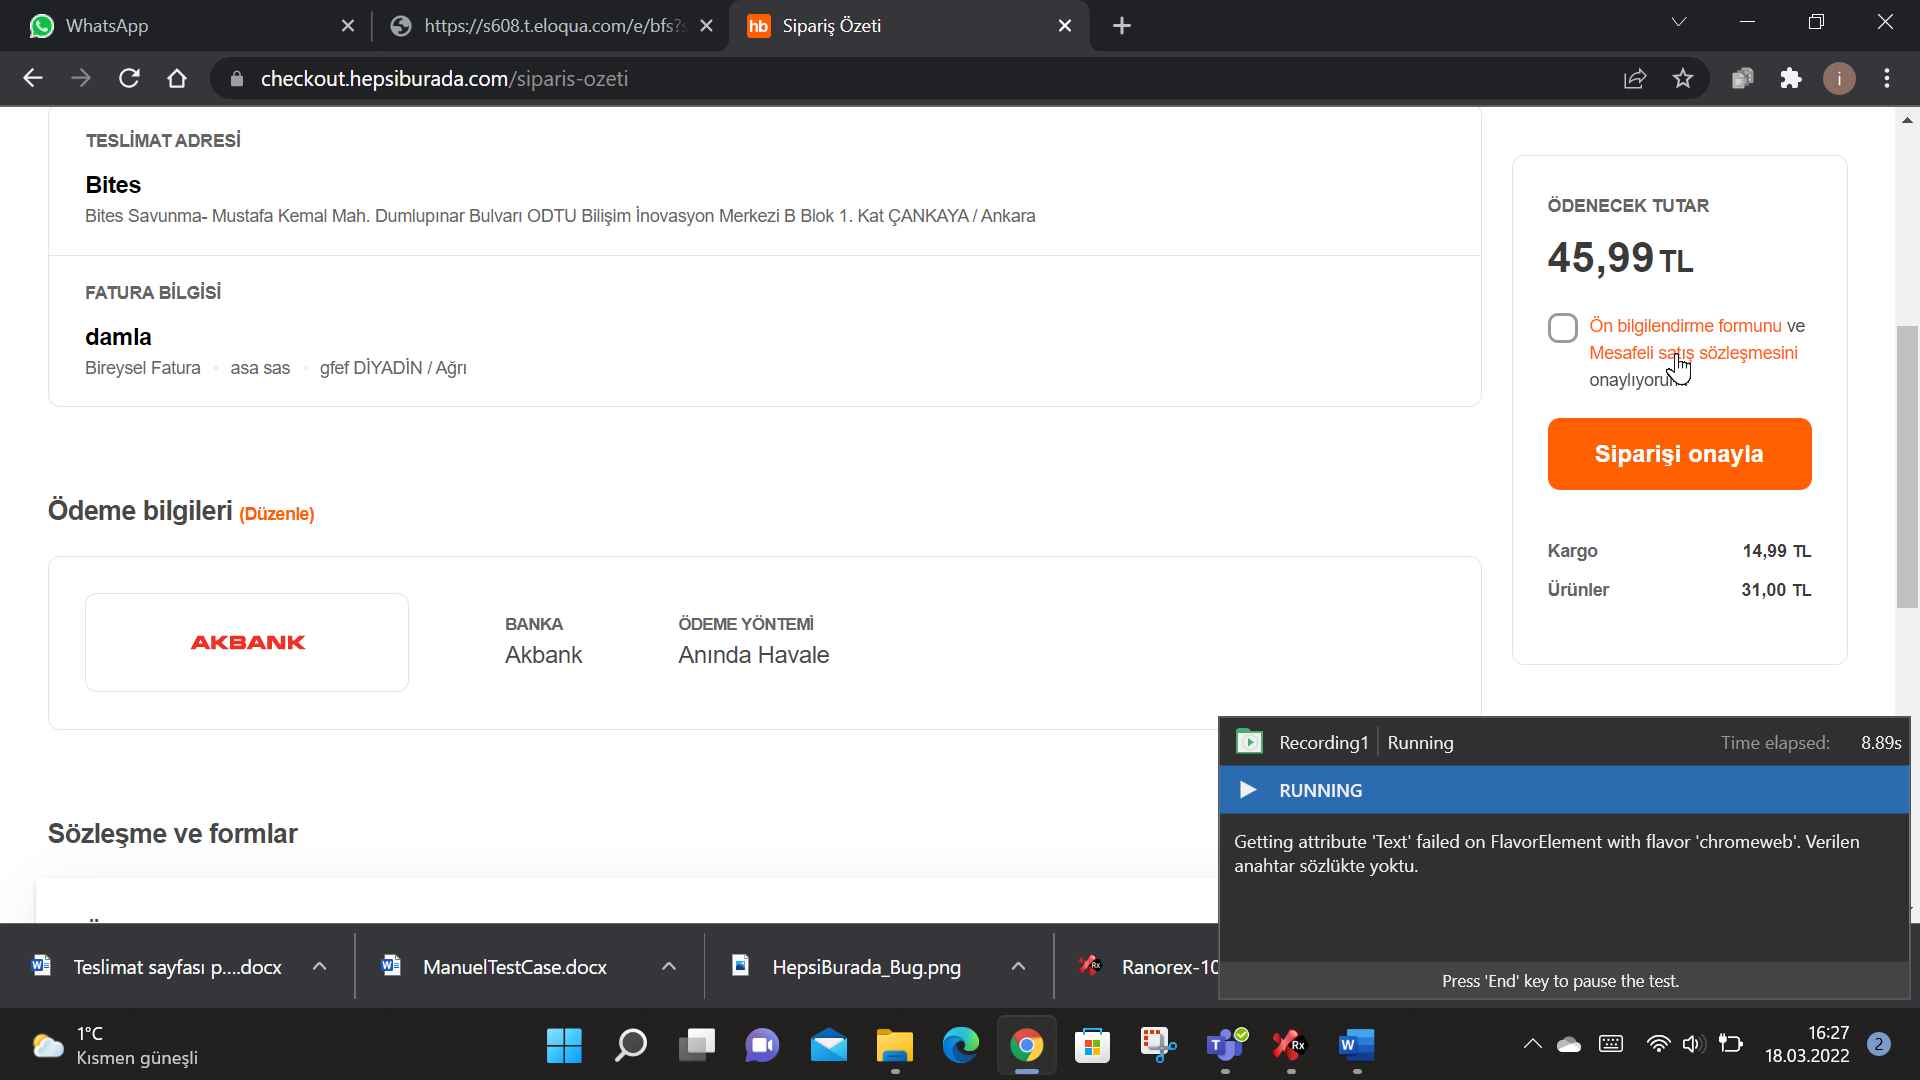 WhatsApp
https://s608.t.eloqua.com/e/bfs?s
hb Sipariş Özeti
checkout.hepsiburada.com/siparis-ozeti
i
TESLİMAT ADRESİ
Bites
Bites Savunma- Mustafa Kemal Mah. Dumlupınar Bulvarı ODTU Bilişim İnovasyon Merkezi B Blok 1. Kat ÇANKAYA / Ankara
FATURA BİLGİSİ
damla
Bireysel Fatura asa sas gfef DİYADİN / Ağrı
ÖDENECEK TUTAR
45,99 TL
Ön bilgilendirme formunu ve
Mesafeli satış sözleşmesini
onaylıyorum
Siparişi onayla
Kargo 14,99 TL
Ürünler 31,00 TL
Ödeme bilgileri (Düzenle)
AKBANK
BANKA
Akbank
ÖDEME YÖNTEMİ
Anında Havale
Sözleşme ve formlar
Recording1 Running Time elapsed: 8.89s
RUNNING
Getting attribute 'Text' failed on FlavorElement with flavor 'chromeweb'. Verilen
anahtar sözlükte yoktu.
Press 'End' key to pause the test.
Teslimat sayfası p....docx
ManuelTestCase.docx
HepsiBurada_Bug.png
Rx Ranorex-10
1°C
Kısmen güneşli
Rx
W
16:27
18.03.2022
2